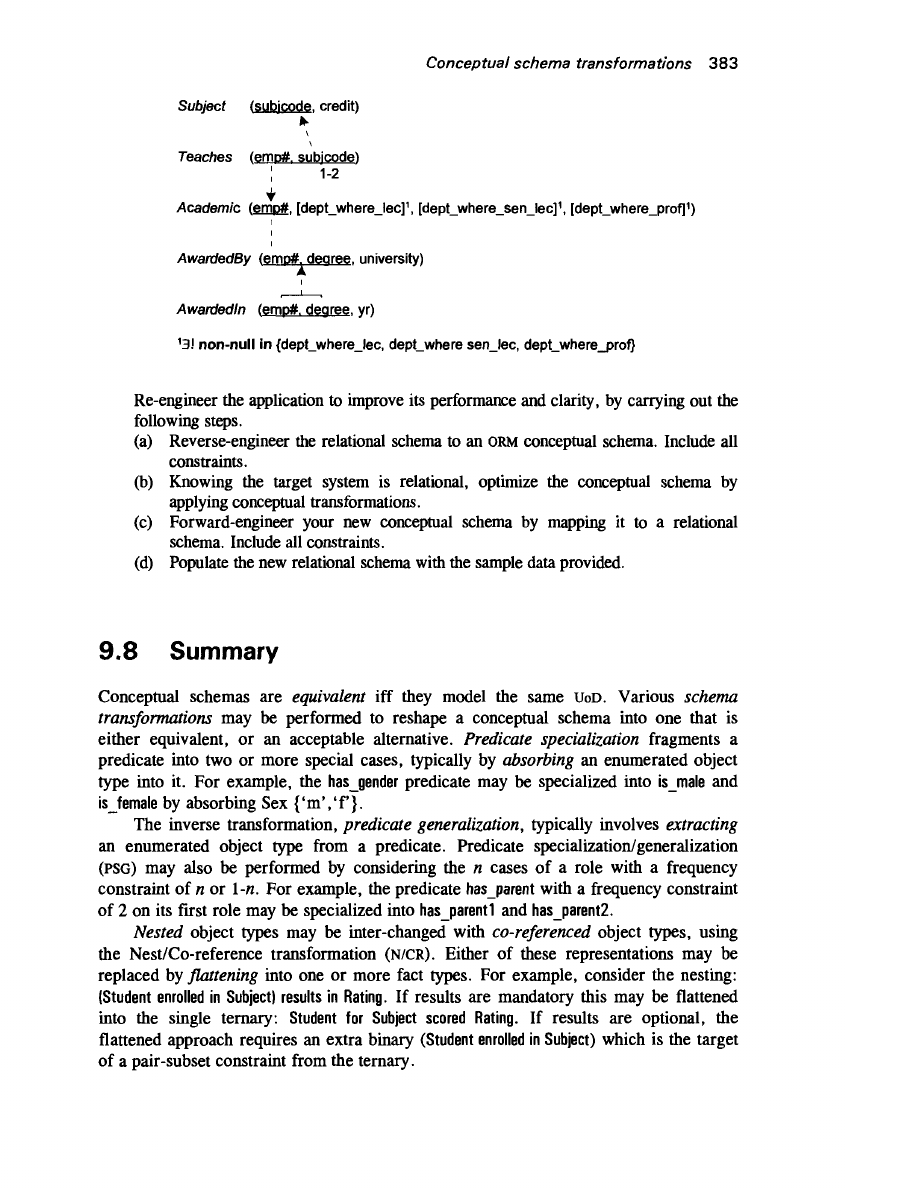 Conceptual schema transformations 383
Subject (subjcode, credit)
Teaches (emp#, subjcode)
1-2
Academic (emp#, [dept_where_lec]¹, [dept_where_sen_lec]¹, [dept_where_prof]¹)
AwardedBy (emp#, degree, university)
AwardedIn (emp#, degree, yr)
¹∃! non-null in {dept_where_lec, dept_where sen_lec, dept_where_prof}
Re-engineer the application to improve its performance and clarity, by carrying out the
following steps.
(a) Reverse-engineer the relational schema to an ORM conceptual schema. Include all
constraints.
(b) Knowing the target system is relational, optimize the conceptual schema by
applying conceptual transformations.
(c) Forward-engineer your new conceptual schema by mapping it to a relational
schema. Include all constraints.
(d) Populate the new relational schema with the sample data provided.
9.8 Summary
Conceptual schemas are equivalent iff they model the same UoD. Various schema
transformations may be performed to reshape a conceptual schema into one that is
either equivalent, or an acceptable alternative. Predicate specialization fragments a
predicate into two or more special cases, typically by absorbing an enumerated object
type into it. For example, the has_gender predicate may be specialized into is_male and
is_female by absorbing Sex {‘m’,‘f’}.
The inverse transformation, predicate generalization, typically involves extracting
an enumerated object type from a predicate. Predicate specialization/generalization
(PSG) may also be performed by considering the n cases of a role with a frequency
constraint of n or 1-n. For example, the predicate has_parent with a frequency constraint
of 2 on its first role may be specialized into has_parent1 and has_parent2.
Nested object types may be inter-changed with co-referenced object types, using
the Nest/Co-reference transformation (N/CR). Either of these representations may be
replaced by flattening into one or more fact types. For example, consider the nesting:
(Student enrolled in Subject) results in Rating. If results are mandatory this may be flattened
into the single ternary: Student for Subject scored Rating. If results are optional, the
flattened approach requires an extra binary (Student enrolled in Subject) which is the target
of a pair-subset constraint from the ternary.